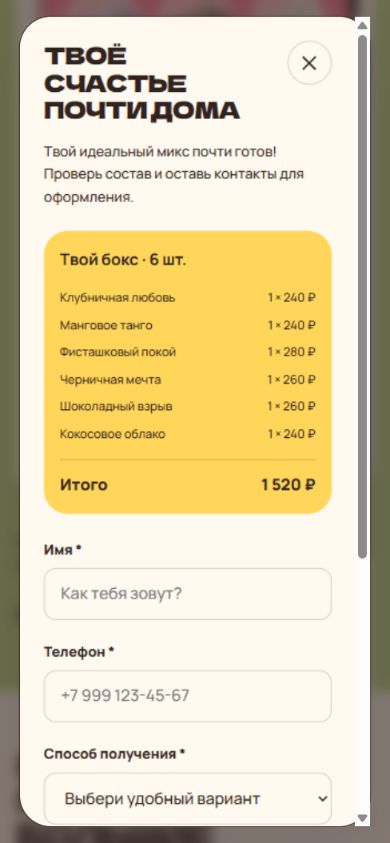 ТВОЁ
СЧАСТЬЕ
ПОЧТИ ДОМА
Твой идеальный микс почти готов!
Проверь состав и оставь контакты для
оформления.
Твой бокс · 6 шт.
Клубничная любовь 1 × 240 ₽
Манговое танго 1 × 240 ₽
Фисташковый покой 1 × 280 ₽
Черничная мечта 1 × 260 ₽
Шоколадный взрыв 1 × 260 ₽
Кокосовое облако 1 × 240 ₽
Итого 1 520 ₽
Имя *
Как тебя зовут?
Телефон *
+7 999 123-45-67
Способ получения *
Выбери удобный вариант